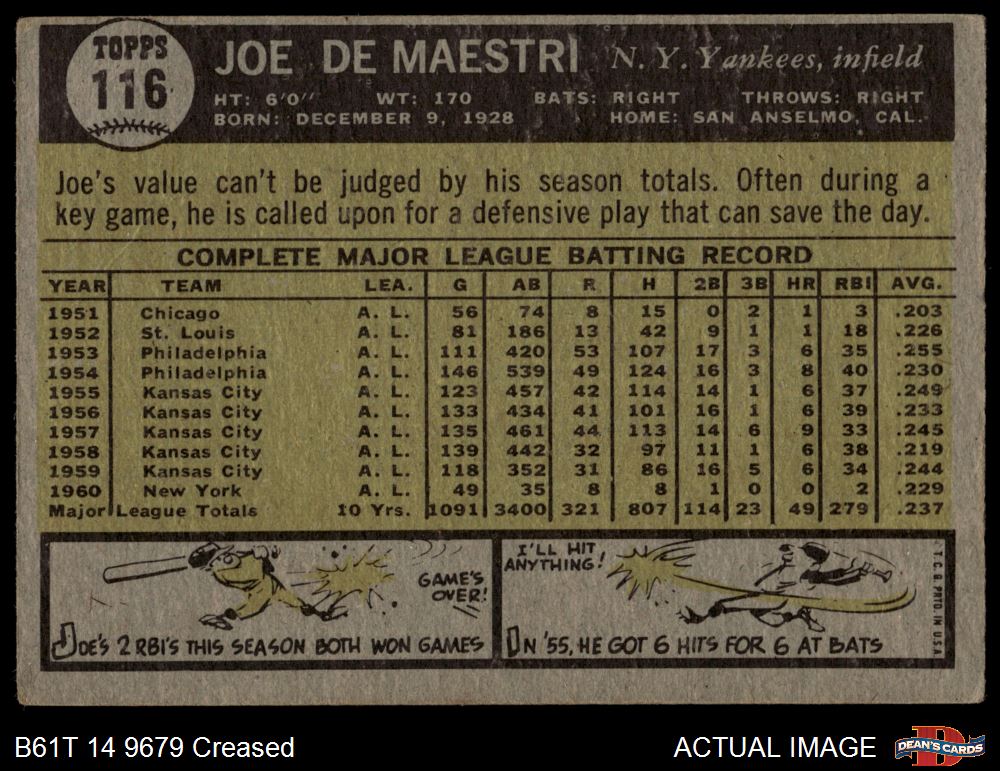 TOPPS
116
JOE DE MAESTRI N. Y. Yankees, infield
HT: 6'0" WT: 170 BATS: RIGHT THROWS: RIGHT
BORN: DECEMBER 9, 1928 HOME: SAN ANSELMO, CAL.
Joe's value can't be judged by his season totals. Often during a
key game, he is called upon for a defensive play that can save the day.
COMPLETE MAJOR LEAGUE BATTING RECORD
YEAR TEAM LEA. G AB R H 2B 3B HR RBI AVG.
1951 Chicago A. L. 56 74 8 15 0 2 1 3 .203
1952 St. Louis A. L. 81 186 13 42 9 1 1 18 .226
1953 Philadelphia A. L. 111 420 53 107 17 3 6 35 .255
1954 Philadelphia A. L. 146 539 49 124 16 3 8 40 .230
1955 Kansas City A. L. 123 457 42 114 14 1 6 37 .249
1956 Kansas City A. L. 133 434 41 101 16 1 6 39 .233
1957 Kansas City A. L. 135 461 44 113 14 6 9 33 .245
1958 Kansas City A. L. 139 442 32 97 11 1 6 38 .219
1959 Kansas City A. L. 118 352 31 86 16 5 6 34 .244
1960 New York A. L. 49 35 8 8 1 0 0 2 .229
Major League Totals 10 Yrs. 1091 3400 321 807 114 23 49 279 .237
GAME'S
OVER!
JOE'S 2 RBI'S THIS SEASON BOTH WON GAMES
I'LL HIT
ANYTHING!
IN '55, HE GOT 6 HITS FOR 6 AT BATS
T. C. G. PRTD. IN U.S.A.
B61T 14 9679 Creased
ACTUAL IMAGE
DEAN'S CARDS